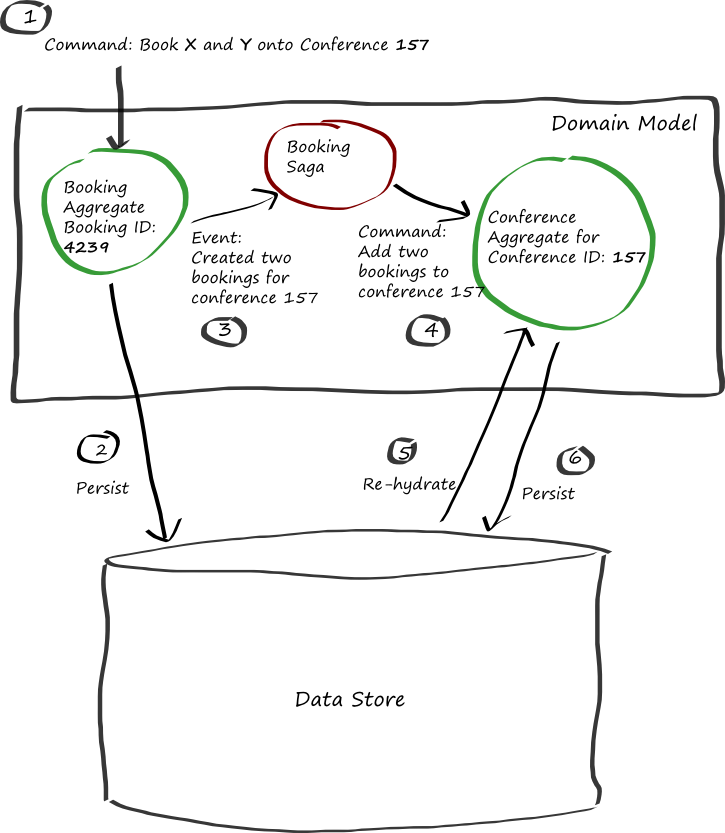 1
Command: Book X and Y onto Conference 157
Domain Model
Booking
Saga
Booking
Aggregate
Booking ID:
4239
Conference
Aggregate for
Conference ID: 157
Event:
Created two
bookings for
conference 157
3
Command:
Add two
bookings to
conference 157
4
2
Persist
5
Re-hydrate
6
Persist
Data Store